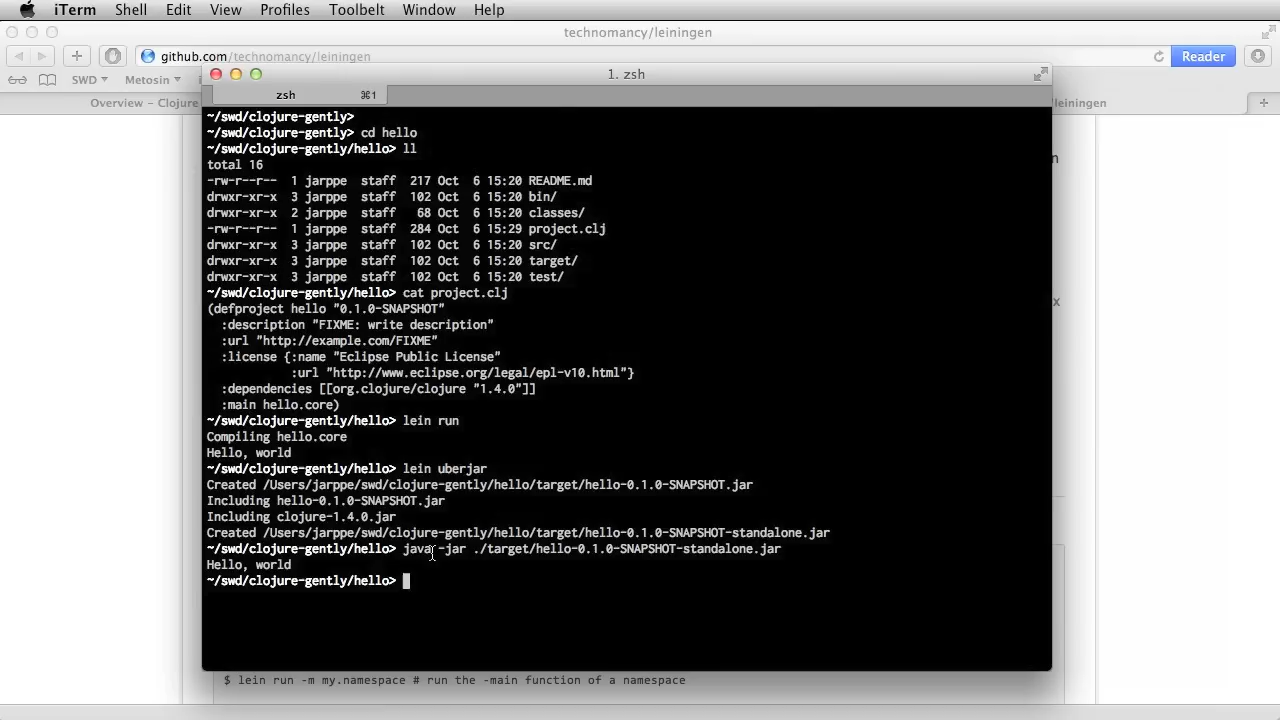 iTerm Shell Edit View Profiles Toolbelt Window Help
technomancy/leiningen
github.com/technomancy/leiningen
Reader
SWD Metosin
1. zsh
zsh ⌘1
Overview – Clojure
leiningen
~/swd/clojure-gently>
~/swd/clojure-gently> cd hello
~/swd/clojure-gently/hello> ll
total 16
-rw-r--r-- 1 jarppe staff 217 Oct 6 15:20 README.md
drwxr-xr-x 3 jarppe staff 102 Oct 6 15:20 bin/
drwxr-xr-x 2 jarppe staff 68 Oct 6 15:20 classes/
-rw-r--r-- 1 jarppe staff 284 Oct 6 15:29 project.clj
drwxr-xr-x 3 jarppe staff 102 Oct 6 15:20 src/
drwxr-xr-x 3 jarppe staff 102 Oct 6 15:20 target/
drwxr-xr-x 3 jarppe staff 102 Oct 6 15:20 test/
~/swd/clojure-gently/hello> cat project.clj
(defproject hello "0.1.0-SNAPSHOT"
:description "FIXME: write description"
:url "http://example.com/FIXME"
:license {:name "Eclipse Public License"
:url "http://www.eclipse.org/legal/epl-v10.html"}
:dependencies [[org.clojure/clojure "1.4.0"]]
:main hello.core)
~/swd/clojure-gently/hello> lein run
Compiling hello.core
Hello, world
~/swd/clojure-gently/hello> lein uberjar
Created /Users/jarppe/swd/clojure-gently/hello/target/hello-0.1.0-SNAPSHOT.jar
Including hello-0.1.0-SNAPSHOT.jar
Including clojure-1.4.0.jar
Created /Users/jarppe/swd/clojure-gently/hello/target/hello-0.1.0-SNAPSHOT-standalone.jar
~/swd/clojure-gently/hello> java -jar ./target/hello-0.1.0-SNAPSHOT-standalone.jar
Hello, world
~/swd/clojure-gently/hello>
$ lein run -m my.namespace # run the -main function of a namespace